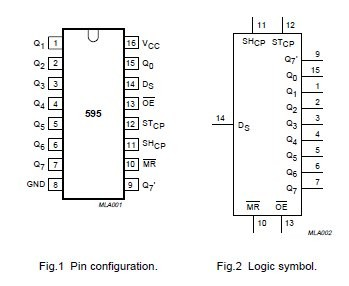 Q1 1 16 VCC
Q2 2 15 Q0
Q3 3 14 DS
Q4 4 13 OE
Q5 5 595 12 STCP
Q6 6 11 SHCP
Q7 7 10 MR
GND 8 9 Q7'
MLA001
Fig.1 Pin configuration.
11 12
SHCP STCP
Q7' 9
Q0 15
Q1 1
Q2 2
14 DS Q3 3
Q4 4
Q5 5
Q6 6
Q7 7
MR OE
10 13
MLA002
Fig.2 Logic symbol.